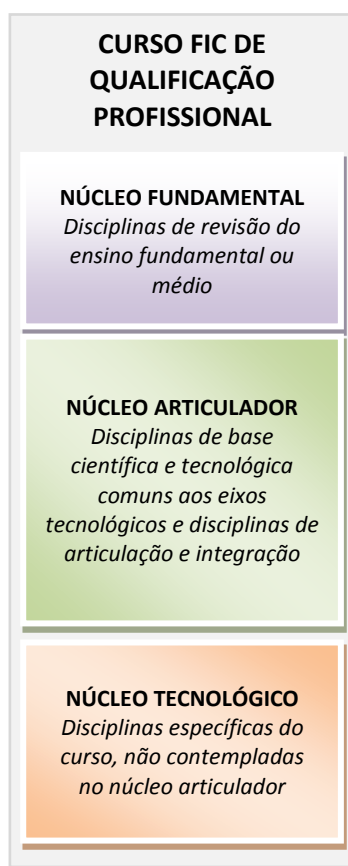 CURSO FIC DE
QUALIFICAÇÃO
PROFISSIONAL
NÚCLEO FUNDAMENTAL
Disciplinas de revisão do
ensino fundamental ou
médio
NÚCLEO ARTICULADOR
Disciplinas de base
científica e tecnológica
comuns aos eixos
tecnológicos e disciplinas de
articulação e integração
NÚCLEO TECNOLÓGICO
Disciplinas específicas do
curso, não contempladas
no núcleo articulador